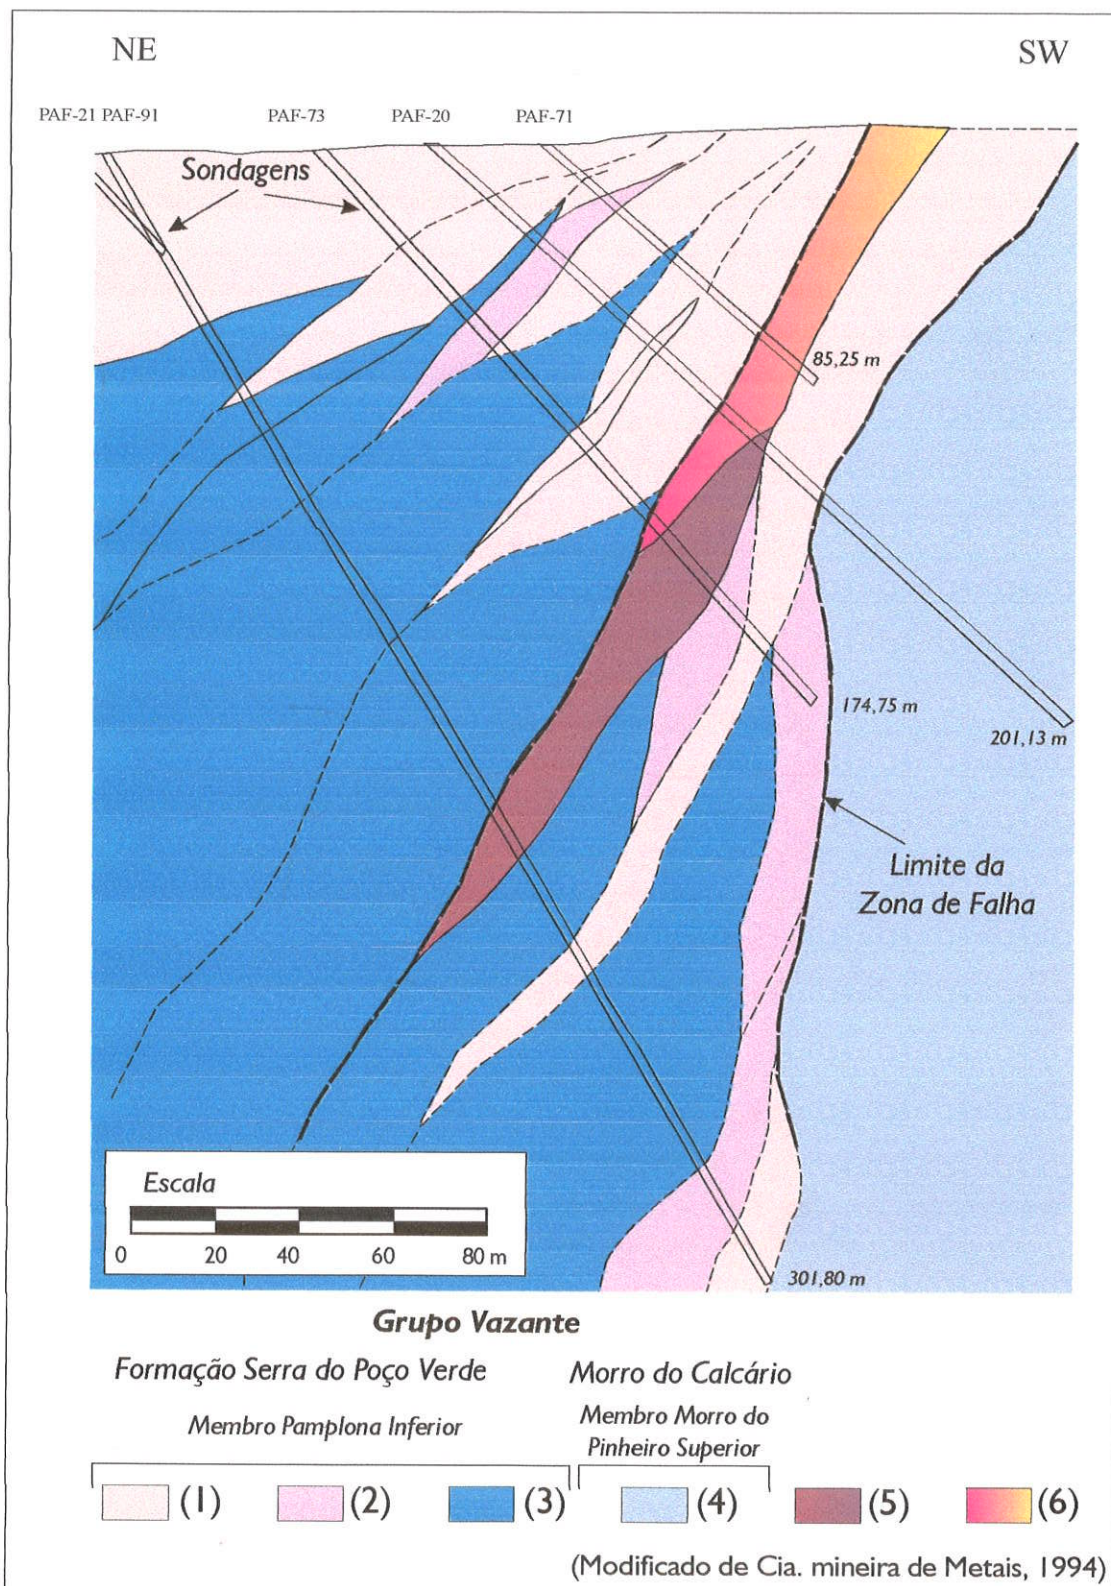 NE SW
PAF-21 PAF-91 PAF-73 PAF-20 PAF-71
Sondagens
85,25 m
174,75 m
201,13 m
Limite da
Zona de Falha
Escala
0 20 40 60 80 m
301,80 m
Grupo Vazante
Formação Serra do Poço Verde Morro do Calcário
Membro Pamplona Inferior
Membro Morro do
Pinheiro Superior
(1) (2) (3) (4) (5) (6)
(Modificado de Cia. mineira de Metais, 1994)